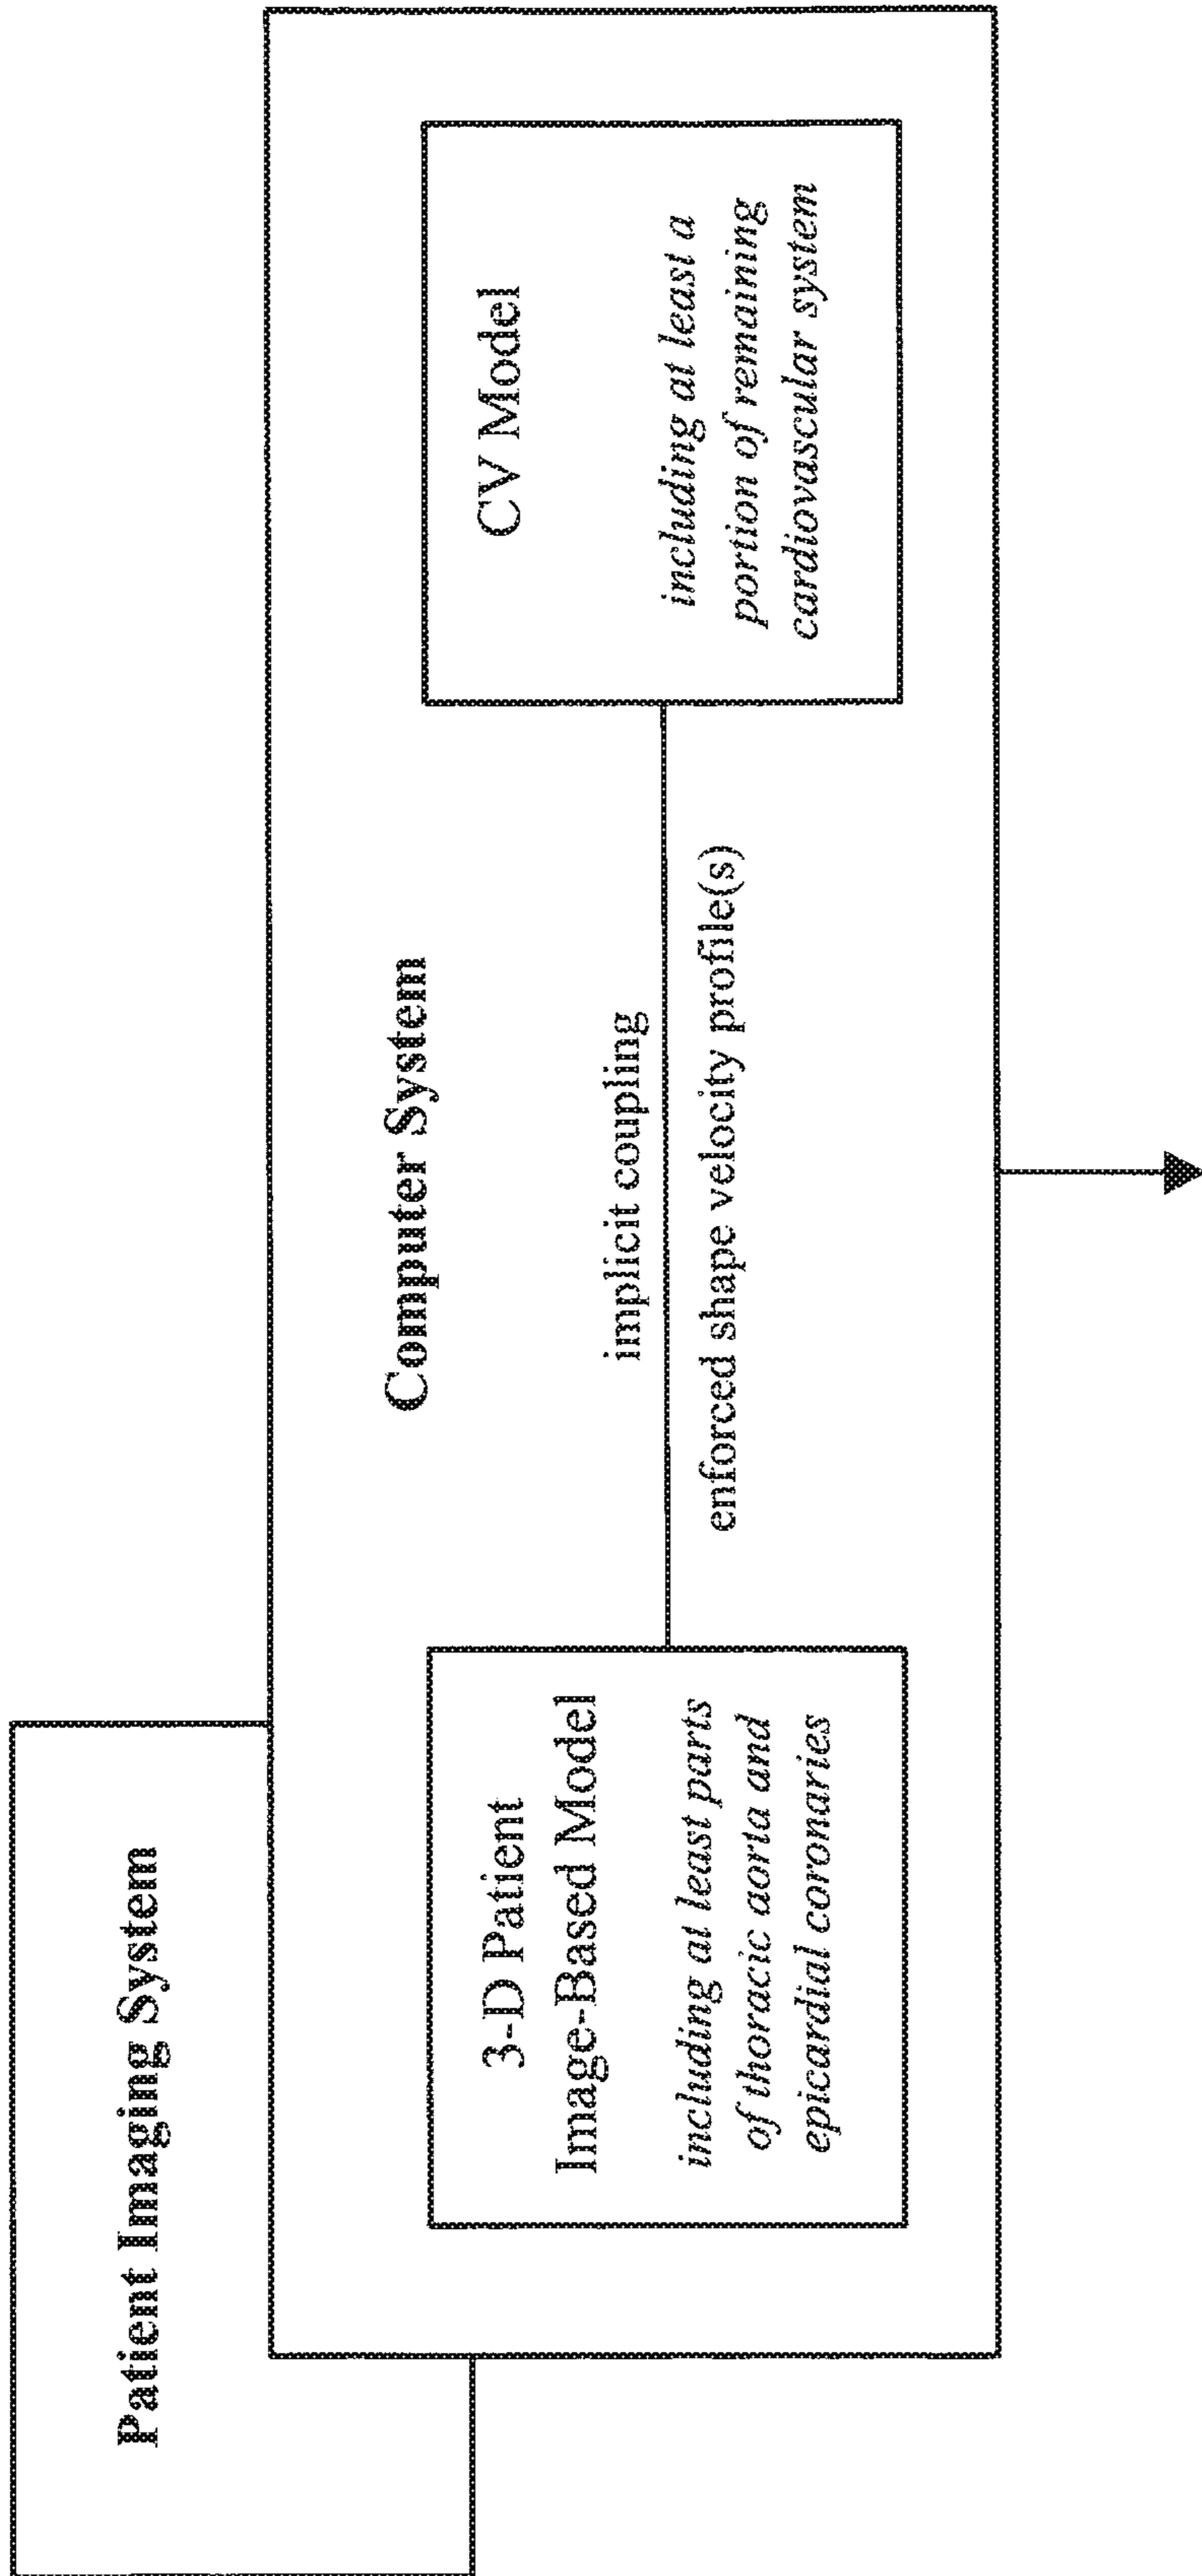 Patient Imaging System
Computer System
3-D Patient
Image-Based Model
including at least parts
of thoracic aorta and
epicardial coronaries
implicit coupling
enforced shape velocity profile(s)
CV Model
including at least a
portion of remaining
cardiovascular system